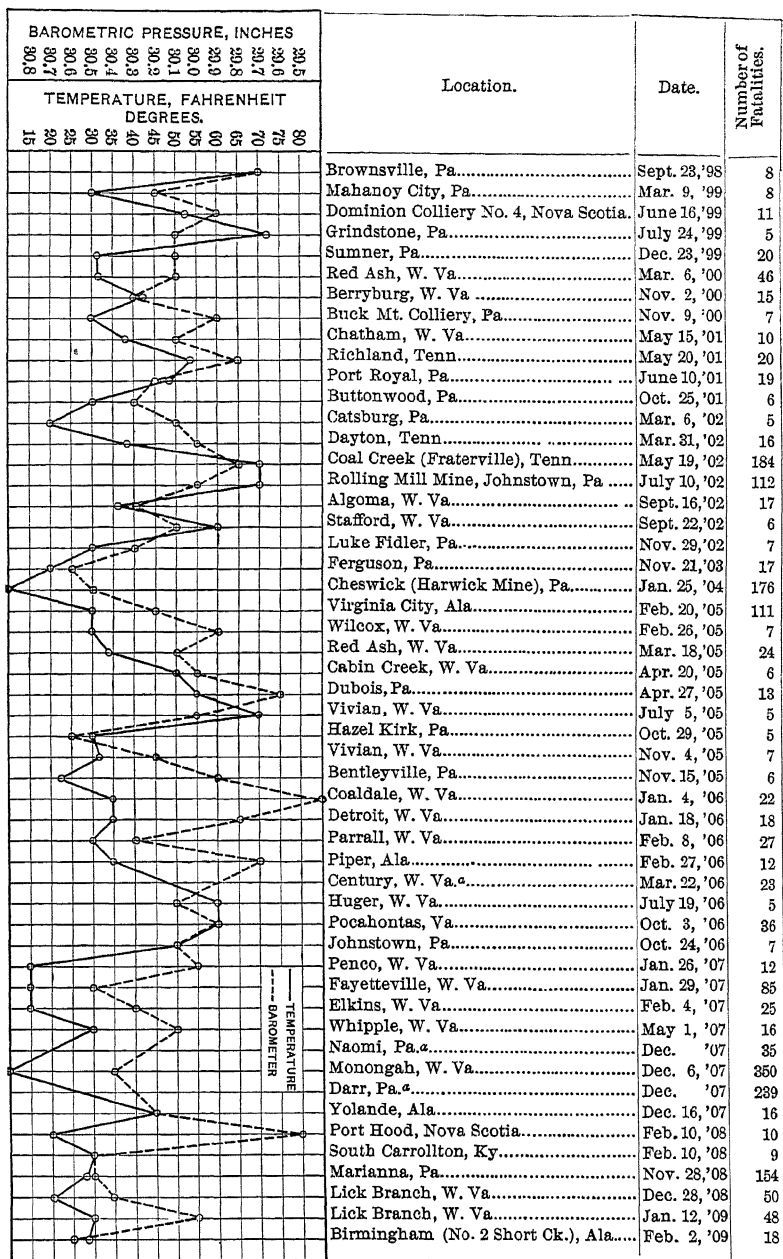 BAROMETRIC PRESSURE, INCHES
30.8 30.7 30.6 30.5 30.4 30.3 30.2 30.1 30.0 29.9 29.8 29.7 29.6 29.5
TEMPERATURE, FAHRENHEIT
DEGREES.
15 20 25 30 35 40 45 50 55 60 65 70 75 80
Location. Date. Number of Fatalities.
Brownsville, Pa. Sept. 23, '98 8
Mahanoy City, Pa. Mar. 9, '99 8
Dominion Colliery No. 4, Nova Scotia. June 16, '99 11
Grindstone, Pa. July 24, '99 5
Sumner, Pa. Dec. 23, '99 20
Red Ash, W. Va. Mar. 6, '00 46
Berryburg, W. Va. Nov. 2, '00 15
Buck Mt. Colliery, Pa. Nov. 9, '00 7
Chatham, W. Va. May 15, '01 10
Richland, Tenn. May 20, '01 20
Port Royal, Pa. June 10, '01 19
Buttonwood, Pa. Oct. 25, '01 6
Catsburg, Pa. Mar. 6, '02 5
Dayton, Tenn. Mar. 31, '02 16
Coal Creek (Fraterville), Tenn. May 19, '02 184
Rolling Mill Mine, Johnstown, Pa. July 10, '02 112
Algoma, W. Va. Sept. 16, '02 17
Stafford, W. Va. Sept. 22, '02 6
Luke Fidler, Pa. Nov. 29, '02 7
Ferguson, Pa. Nov. 21, '03 17
Cheswick (Harwick Mine), Pa. Jan. 25, '04 176
Virginia City, Ala. Feb. 20, '05 111
Wilcox, W. Va. Feb. 26, '05 7
Red Ash, W. Va. Mar. 18, '05 24
Cabin Creek, W. Va. Apr. 20, '05 6
Dubois, Pa. Apr. 27, '05 13
Vivian, W. Va. July 5, '05 5
Hazel Kirk, Pa. Oct. 29, '05 5
Vivian, W. Va. Nov. 4, '05 7
Bentleyville, Pa. Nov. 15, '05 6
Coaldale, W. Va. Jan. 4, '06 22
Detroit, W. Va. Jan. 18, '06 18
Parrall, W. Va. Feb. 8, '06 27
Piper, Ala. Feb. 27, '06 12
Century, W. Va.a Mar. 22, '06 23
Huger, W. Va. July 19, '06 5
Pocahontas, Va. Oct. 3, '06 36
Johnstown, Pa. Oct. 24, '06 7
Penco, W. Va. Jan. 26, '07 12
Fayetteville, W. Va. Jan. 29, '07 85
Elkins, W. Va. Feb. 4, '07 25
Whipple, W. Va. May 1, '07 16
Naomi, Pa.a Dec. '07 35
Monongah, W. Va. Dec. 6, '07 350
Darr, Pa.a Dec. '07 239
Yolande, Ala. Dec. 16, '07 16
Port Hood, Nova Scotia Feb. 10, '08 10
South Carrollton, Ky. Feb. 10, '08 9
Marianna, Pa. Nov. 28, '08 154
Lick Branch, W. Va. Dec. 28, '08 50
Lick Branch, W. Va. Jan. 12, '09 48
Birmingham (No. 2 Short Ck.), Ala. Feb. 2, '09 18
TEMPERATURE
BAROMETER